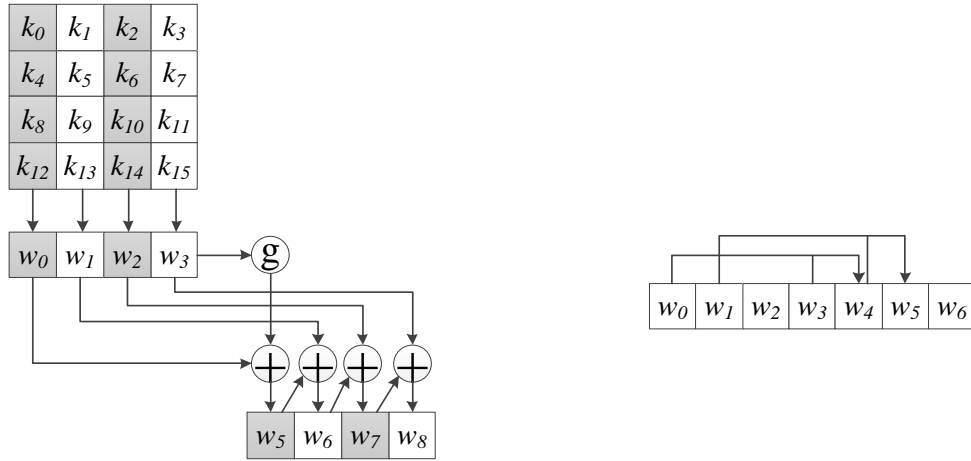 k0 k1 k2 k3
k4 k5 k6 k7
k8 k9 k10 k11
k12 k13 k14 k15
w0 w1 w2 w3 g
w5 w6 w7 w8
w0 w1 w2 w3 w4 w5 w6